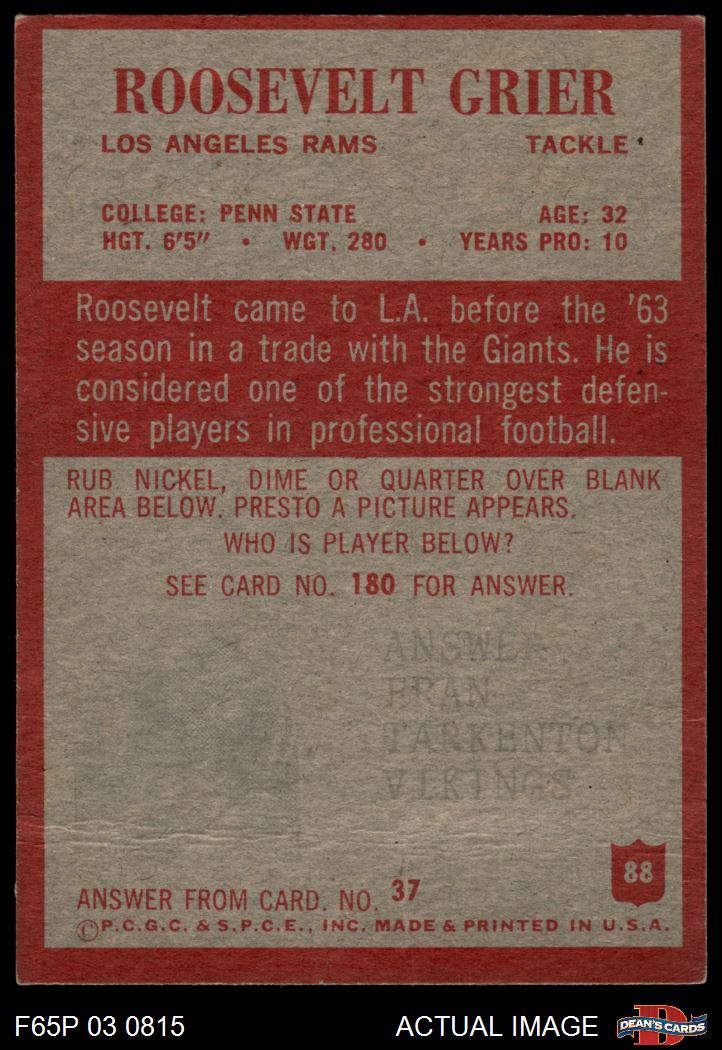 ROOSEVELT GRIER
LOS ANGELES RAMS TACKLE
COLLEGE: PENN STATE AGE: 32
HGT. 6'5" • WGT. 280 • YEARS PRO: 10
Roosevelt came to L.A. before the '63
season in a trade with the Giants. He is
considered one of the strongest defen-
sive players in professional football.
RUB NICKEL, DIME OR QUARTER OVER BLANK
AREA BELOW. PRESTO A PICTURE APPEARS.
WHO IS PLAYER BELOW?
SEE CARD NO. 180 FOR ANSWER.
ANSWER
FRAN
TARKENTON
VIKINGS
88
ANSWER FROM CARD. NO. 37
©P.C.G.C. & S.P.C.E., INC. MADE & PRINTED IN U.S.A.
F65P 03 0815 ACTUAL IMAGE D DEAN'S CARDS